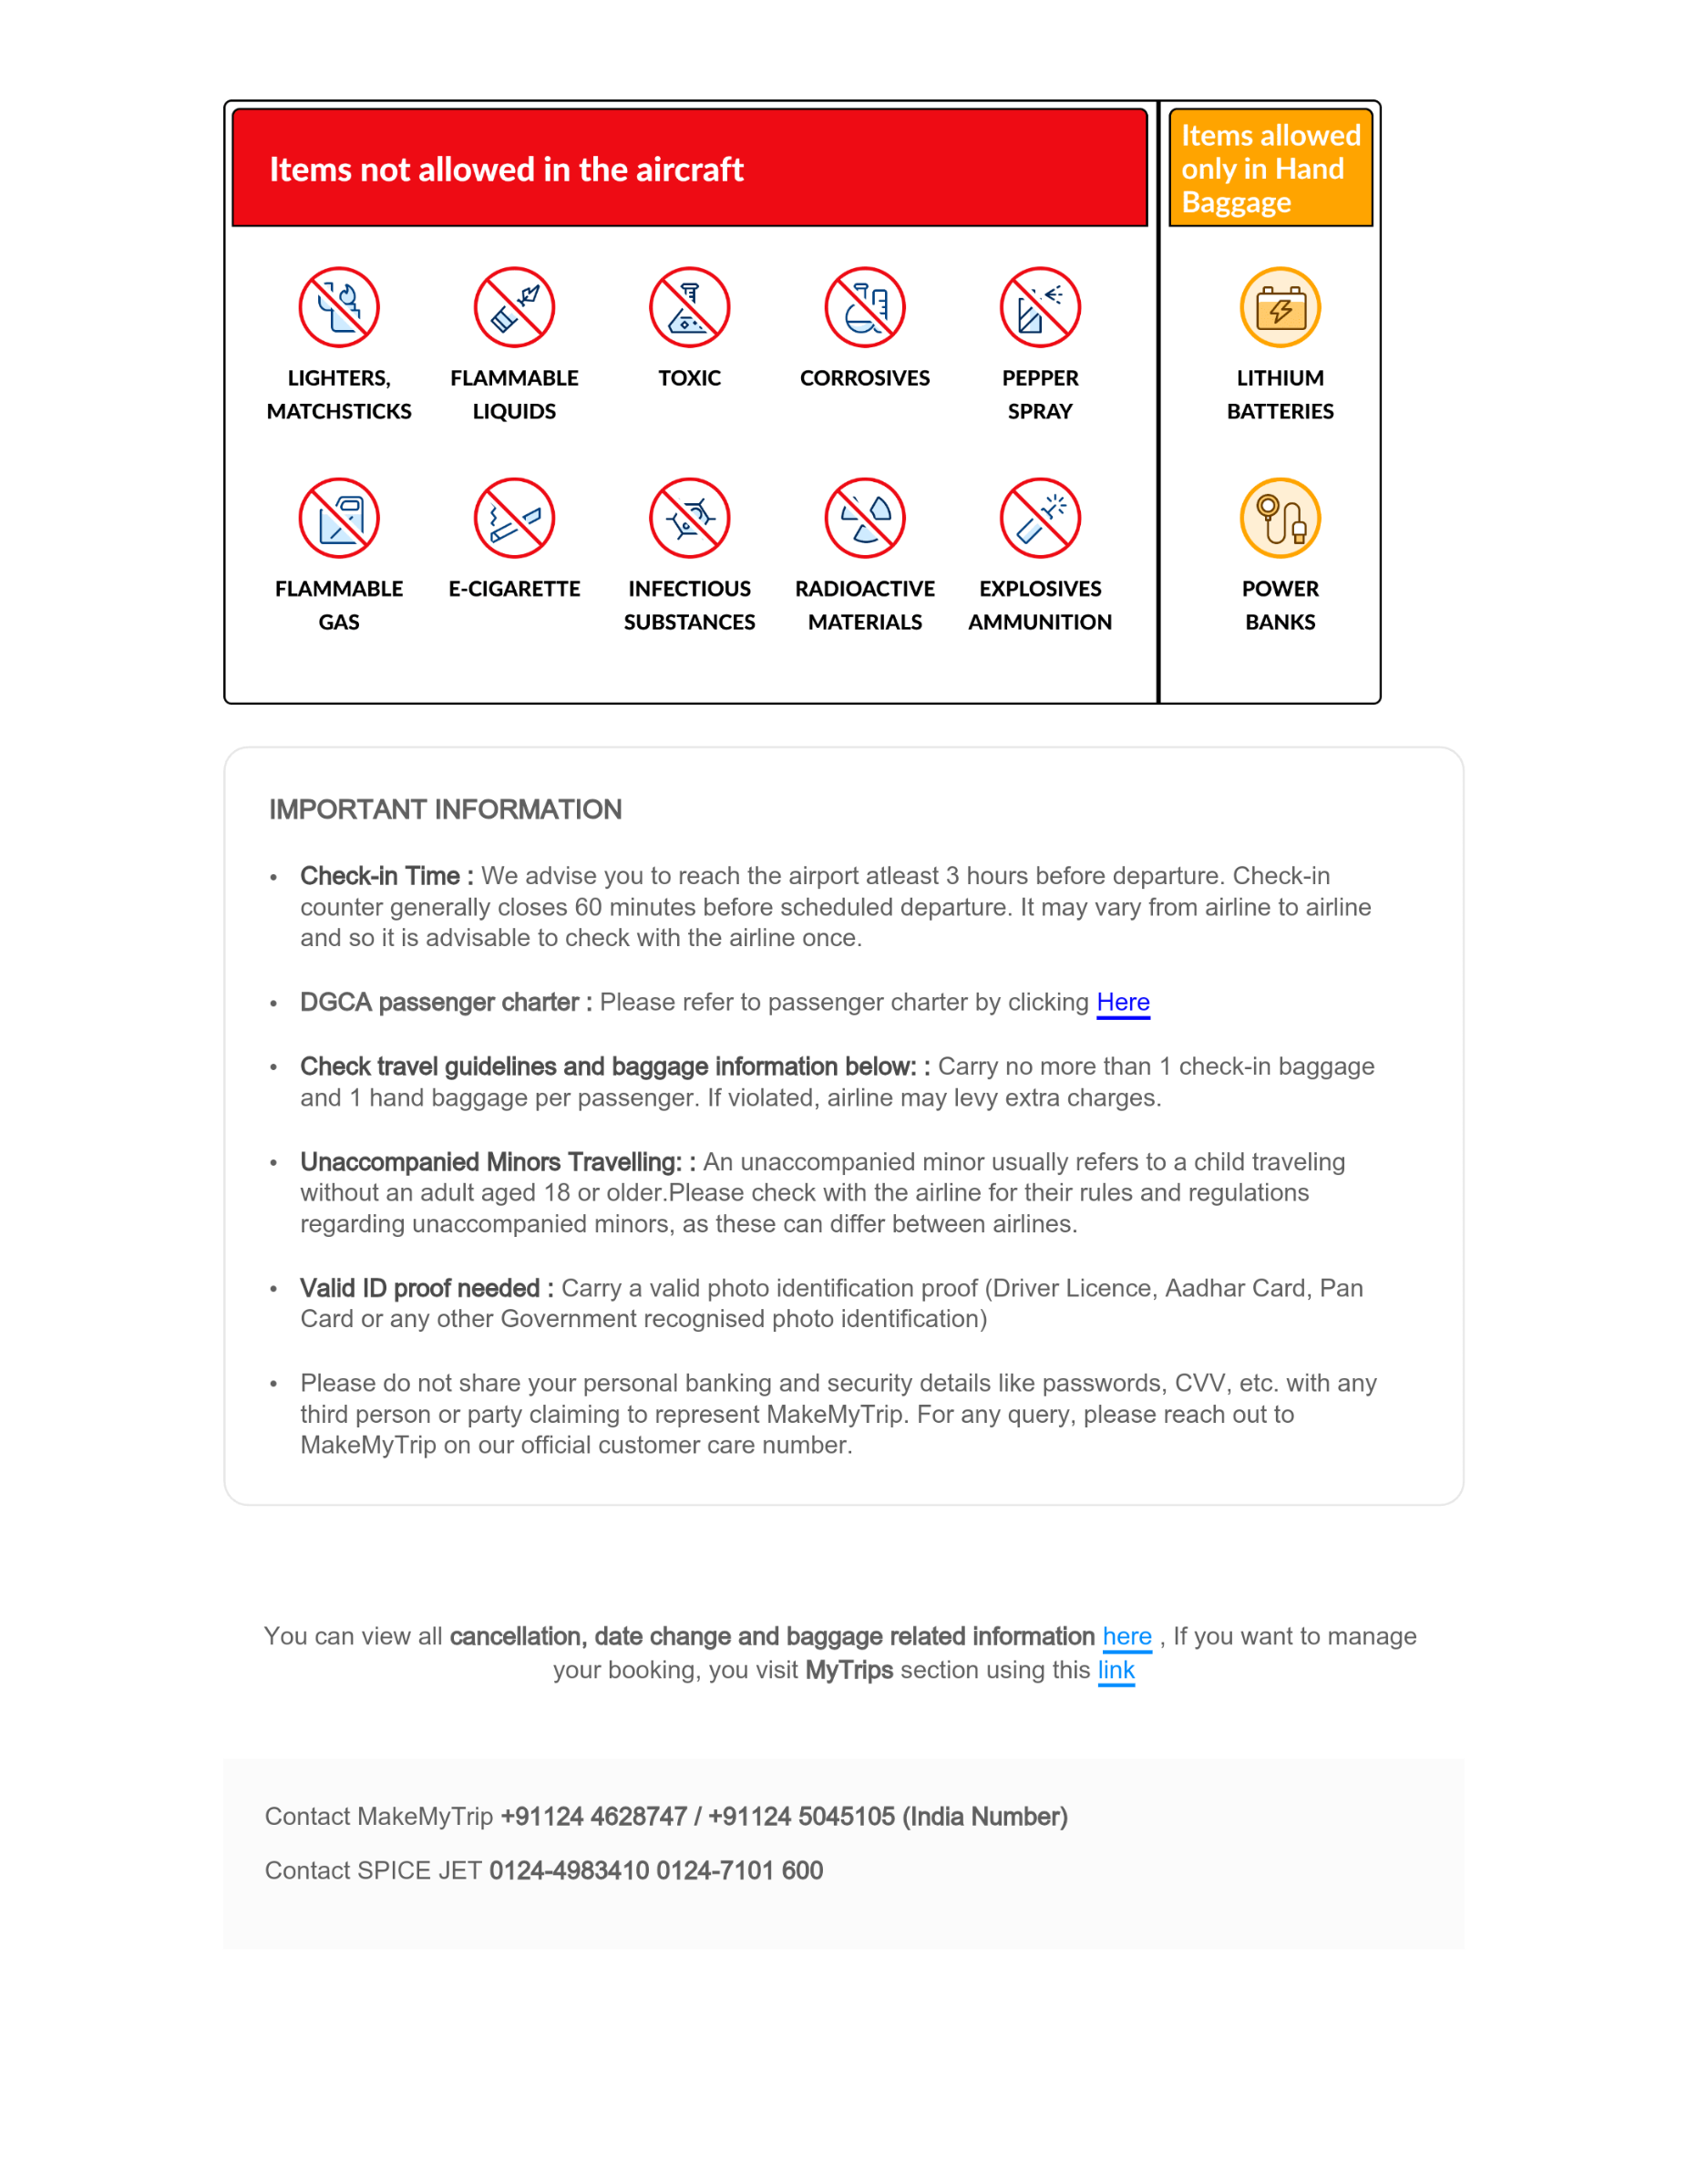 Items not allowed in the aircraft
Items allowed
only in Hand
Baggage
LIGHTERS,
MATCHSTICKS
FLAMMABLE
LIQUIDS
TOXIC
CORROSIVES
PEPPER
SPRAY
LITHIUM
BATTERIES
FLAMMABLE
GAS
E-CIGARETTE
INFECTIOUS
SUBSTANCES
RADIOACTIVE
MATERIALS
EXPLOSIVES
AMMUNITION
POWER
BANKS
IMPORTANT INFORMATION
• Check-in Time : We advise you to reach the airport atleast 3 hours before departure. Check-in
counter generally closes 60 minutes before scheduled departure. It may vary from airline to airline
and so it is advisable to check with the airline once.
• DGCA passenger charter : Please refer to passenger charter by clicking Here
• Check travel guidelines and baggage information below: : Carry no more than 1 check-in baggage
and 1 hand baggage per passenger. If violated, airline may levy extra charges.
• Unaccompanied Minors Travelling: : An unaccompanied minor usually refers to a child traveling
without an adult aged 18 or older.Please check with the airline for their rules and regulations
regarding unaccompanied minors, as these can differ between airlines.
• Valid ID proof needed : Carry a valid photo identification proof (Driver Licence, Aadhar Card, Pan
Card or any other Government recognised photo identification)
• Please do not share your personal banking and security details like passwords, CVV, etc. with any
third person or party claiming to represent MakeMyTrip. For any query, please reach out to
MakeMyTrip on our official customer care number.
You can view all cancellation, date change and baggage related information here , If you want to manage
your booking, you visit MyTrips section using this link
Contact MakeMyTrip +91124 4628747 / +91124 5045105 (India Number)
Contact SPICE JET 0124-4983410 0124-7101 600